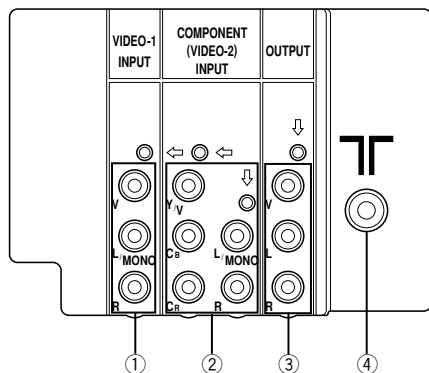 VIDEO-1
INPUT
COMPONENT
(VIDEO-2)
INPUT
OUTPUT
V
L/MONO
R
Y/V
CB
CR
L/MONO
R
V
L
R
① ② ③ ④